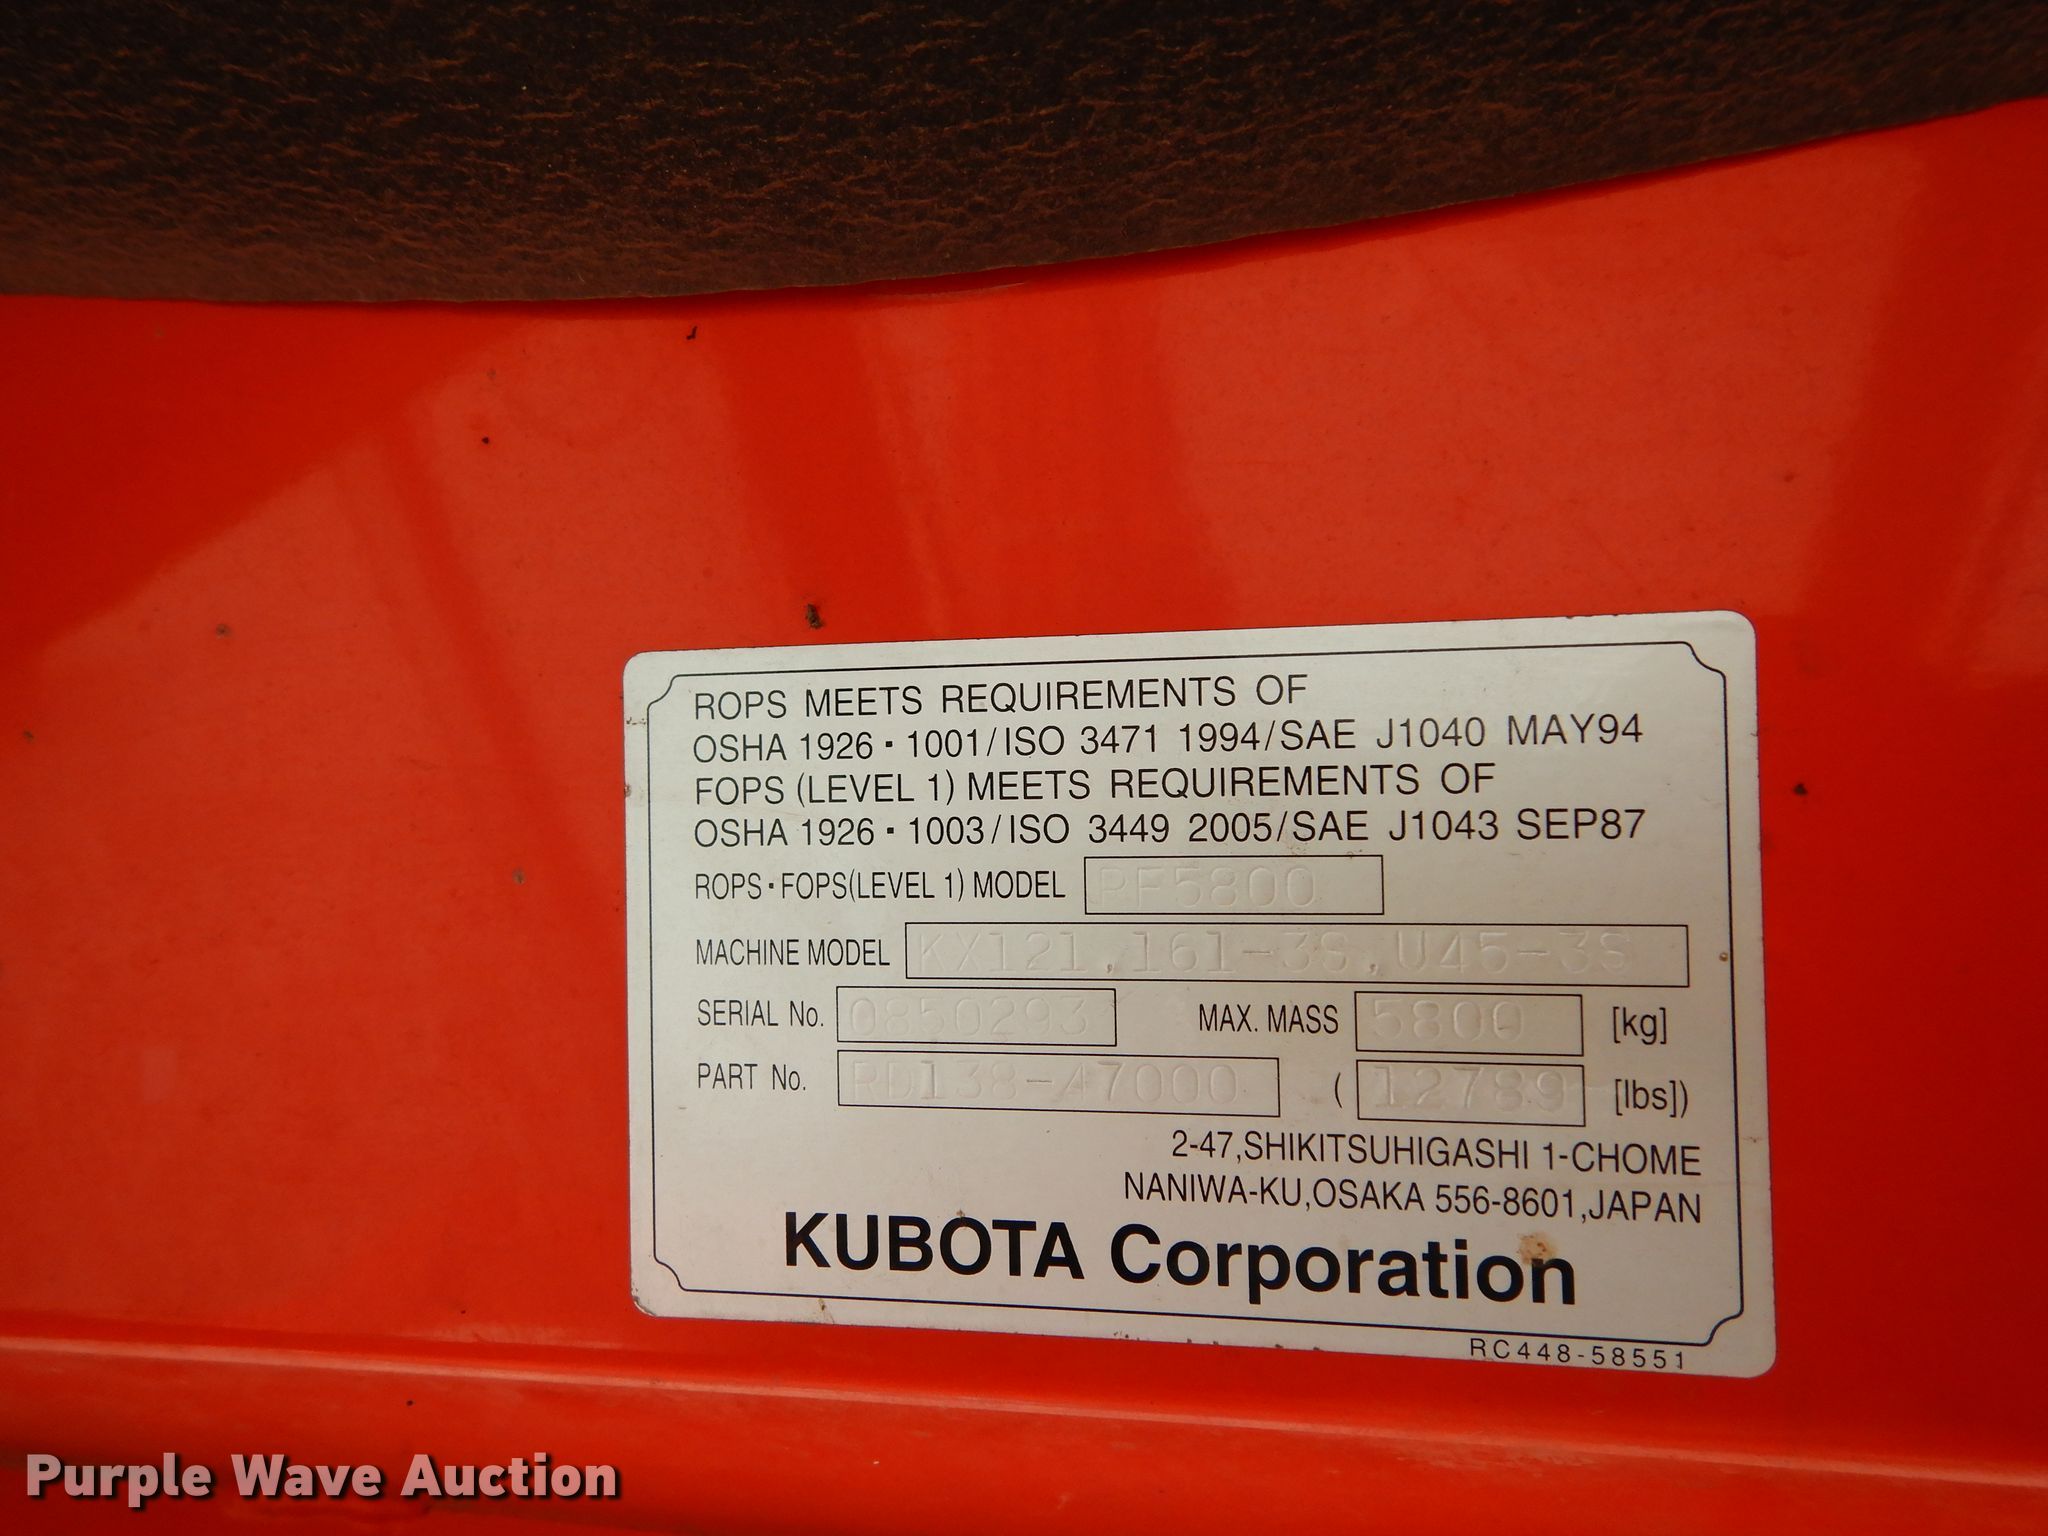 ROPS MEETS REQUIREMENTS OF
OSHA 1926・1001/ISO 3471 1994/SAE J1040 MAY94
FOPS (LEVEL 1) MEETS REQUIREMENTS OF
OSHA 1926・1003/ISO 3449 2005/SAE J1043 SEP87
ROPS・FOPS(LEVEL 1) MODEL PF5800
MACHINE MODEL KX121,161-3S,U45-3S
SERIAL No. 0850293 MAX. MASS 5800 [kg]
PART No. RD138-47000 (12789 [lbs])
2-47,SHIKITSUHIGASHI 1-CHOME
NANIWA-KU,OSAKA 556-8601,JAPAN
KUBOTA Corporation
RC448-58551
Purple Wave Auction